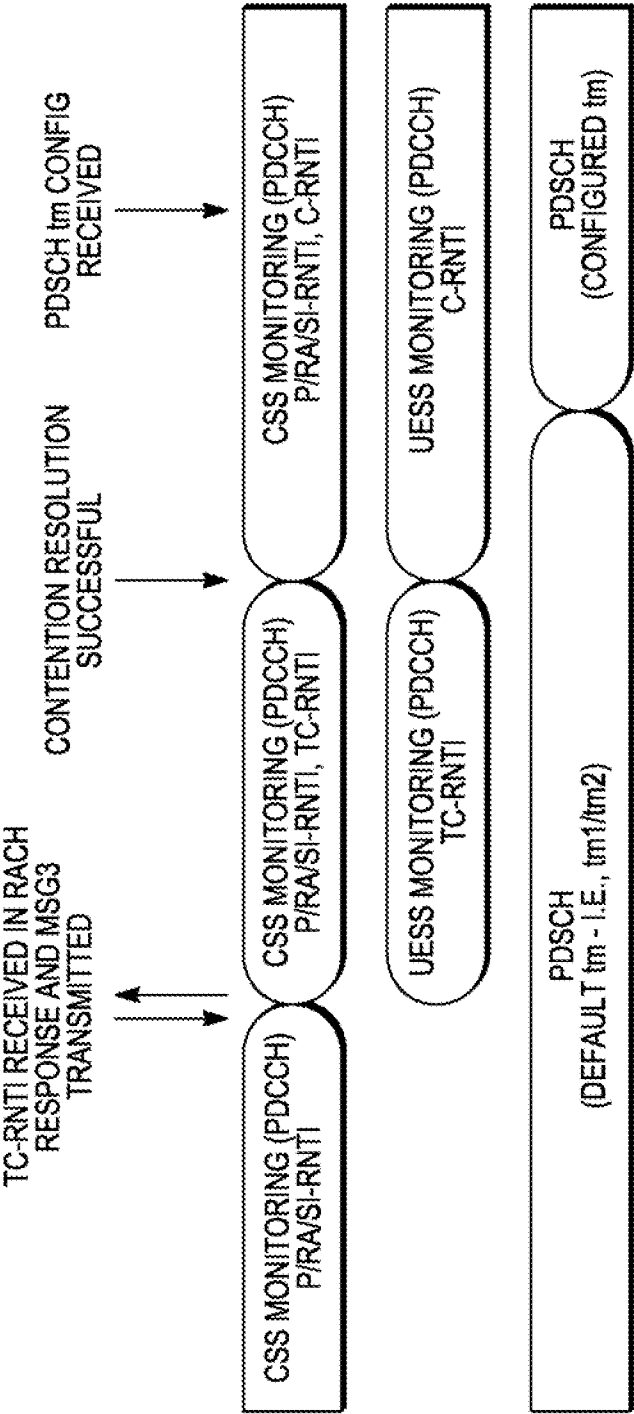 TC-RNTI RECEIVED IN RACH
RESPONSE AND MSG3
TRANSMITTED
CONTENTION RESOLUTION
SUCCESSFUL
PDSCH tm CONFIG
RECEIVED
CSS MONITORING (PDCCH)
P/RA/SI-RNTI
CSS MONITORING (PDCCH)
P/RA/SI-RNTI, TC-RNTI
CSS MONITORING (PDCCH)
P/RA/SI-RNTI, C-RNTI
UESS MONITORING (PDCCH)
TC-RNTI
UESS MONITORING (PDCCH)
C-RNTI
PDSCH
(DEFAULT tm - I.E., tm1/tm2)
PDSCH
(CONFIGURED tm)